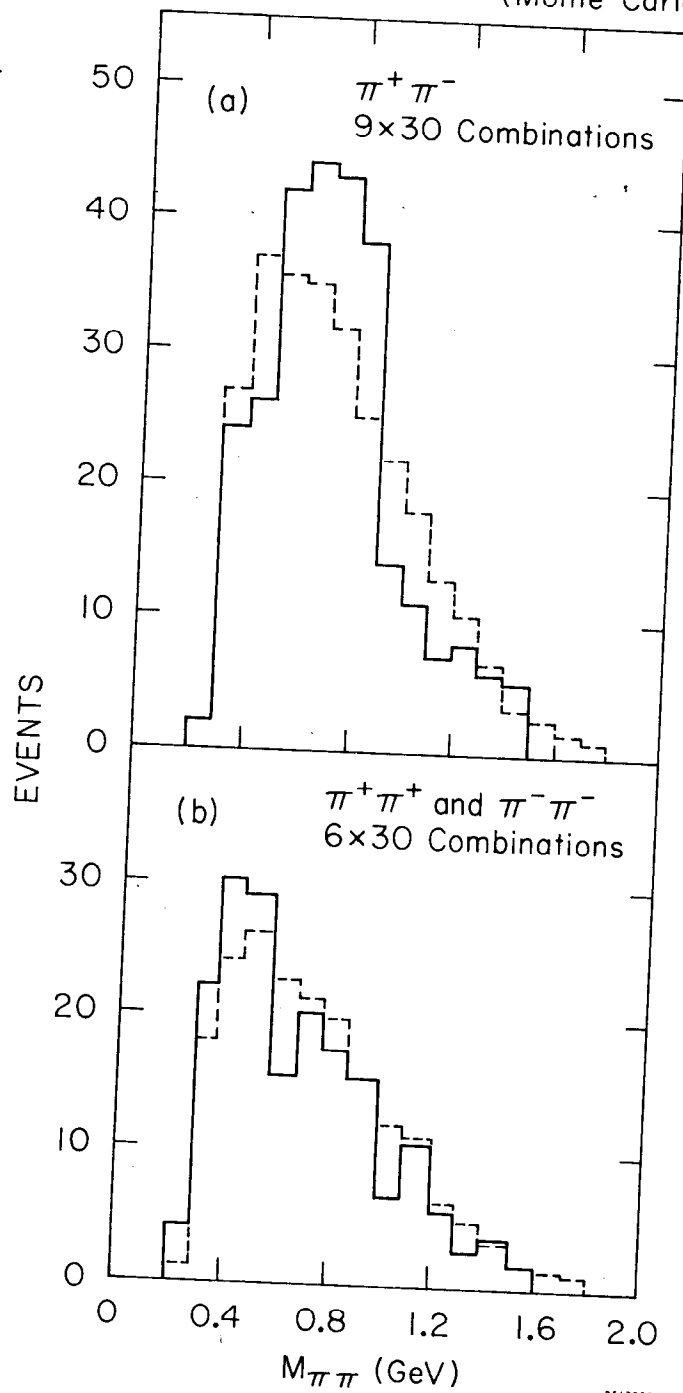 (Monte
50
(a)
π⁺π⁻
9×30 Combinations
40
30
20
10
0
EVENTS
(b)
π⁺π⁺ and π⁻π⁻
6×30 Combinations
30
20
10
0
0 0.4 0.8 1.2 1.6 2.0
M_ππ (GeV)